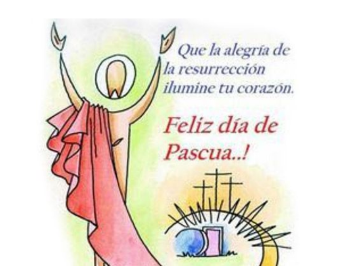 Que la alegría de
la resurrección
ilumine tu corazón.
Feliz día de
Pascua..!